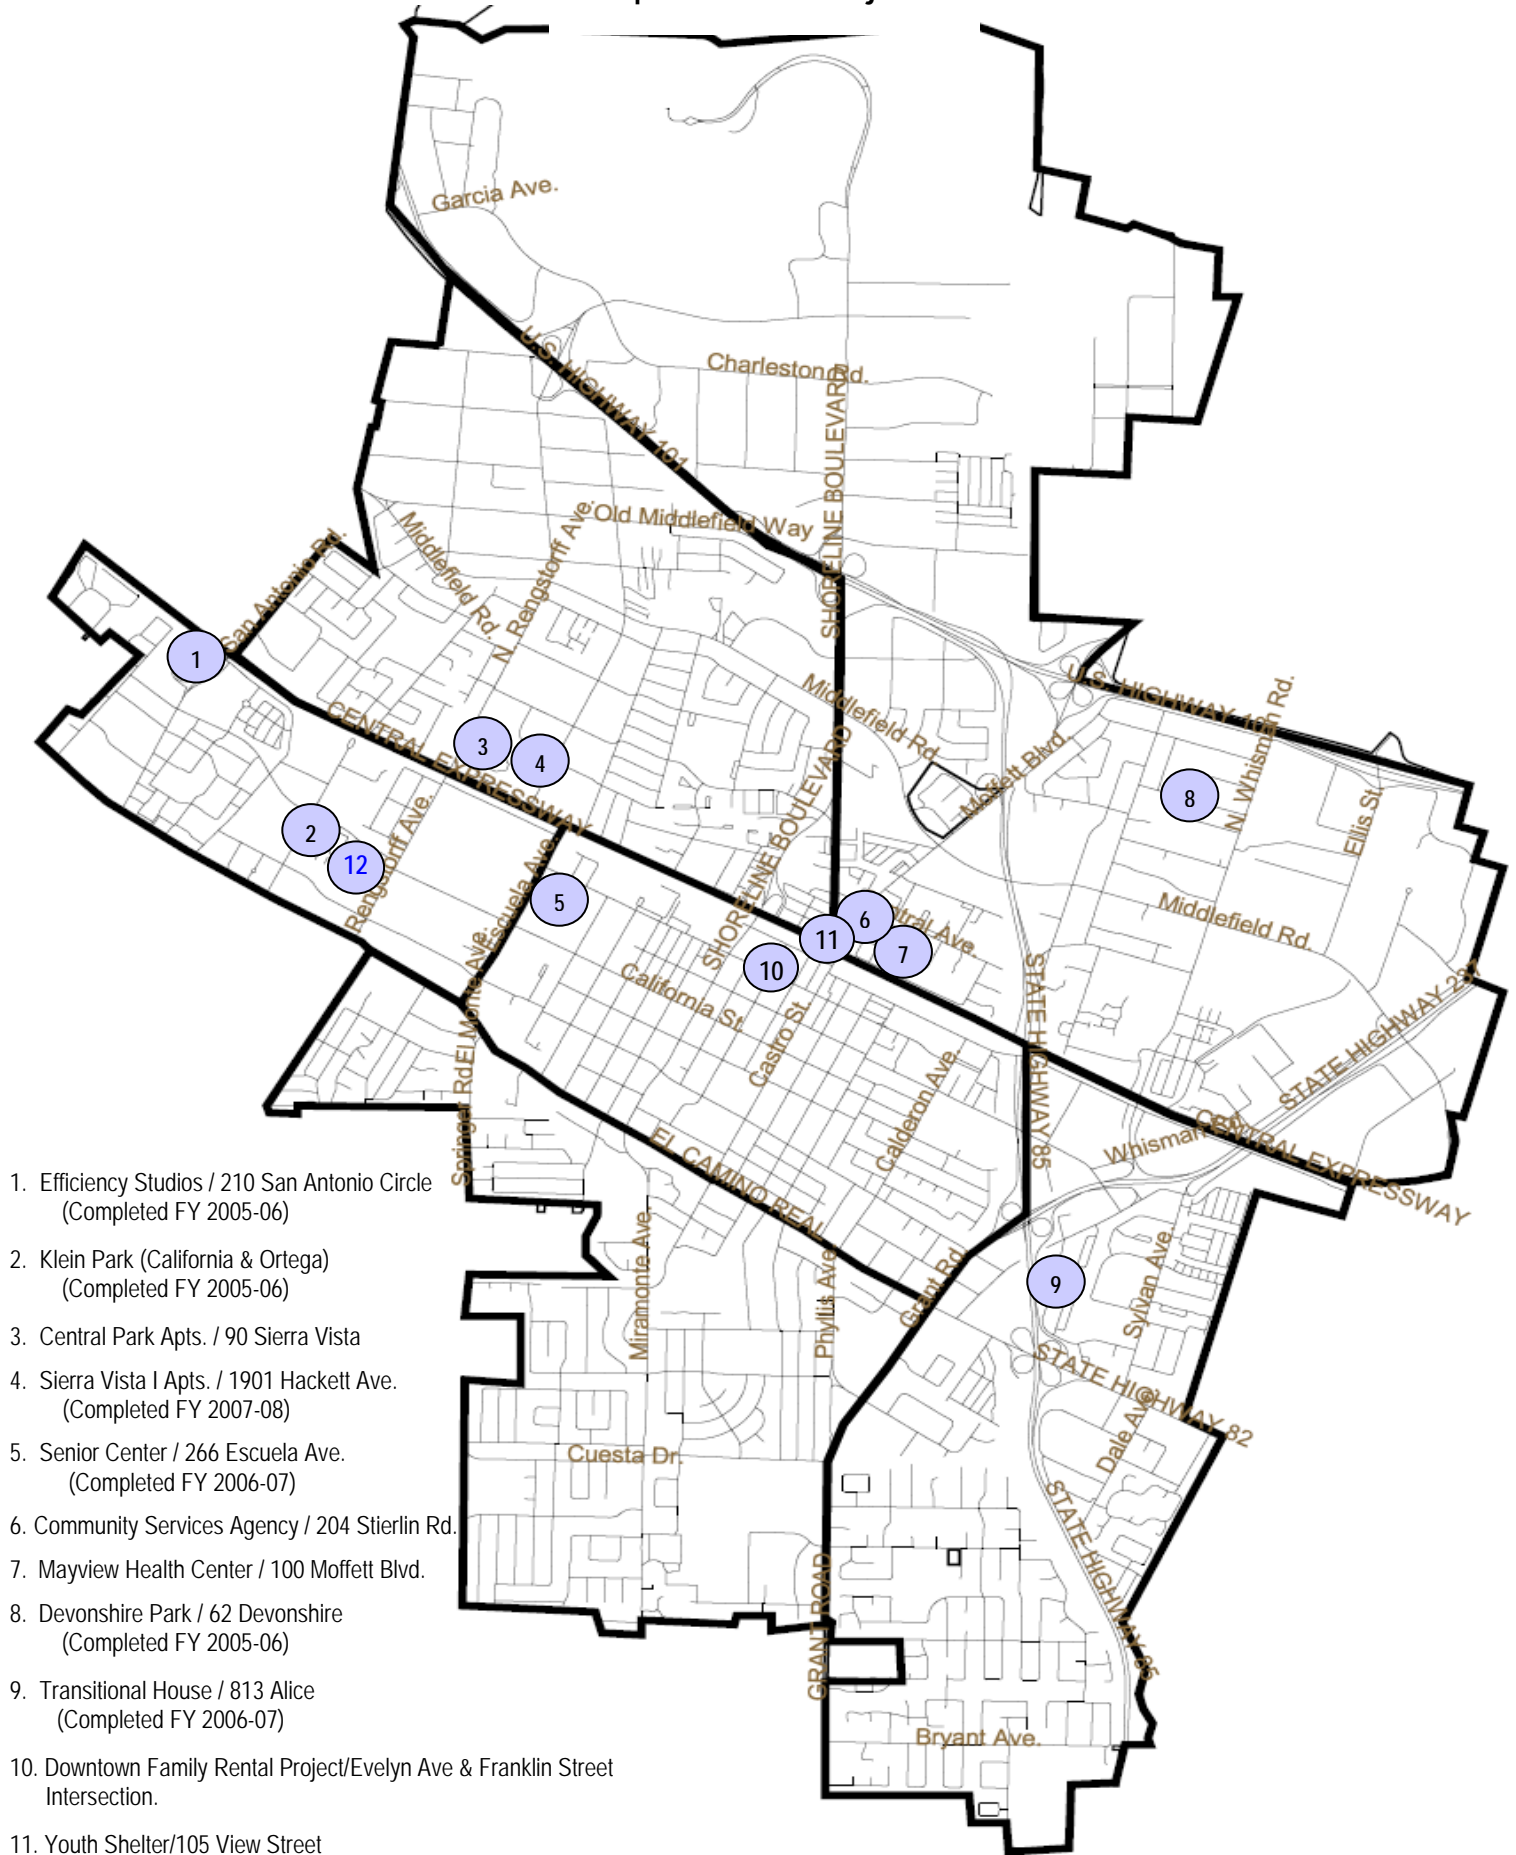 Garcia Ave.
U.S. HIGHWAY 101
Charleston Rd.
SHORELINE BOULEVARD
Old Middlefield Way
Middlefield Rd.
N. Rengstorff Ave.
San Antonio Rd.
1
CENTRAL EXPRESSWAY
3
4
Middlefield Rd.
SHORELINE BOULEVARD
Moffett Blvd.
U.S. HIGHWAY 101
N Whisman Rd.
8
Ellis St.
2
12
Rengstorff Ave.
Escuela Ave.
5
6
11
7
10
ntral Ave.
Middlefield Rd.
El Monte Ave.
California St.
Castro St.
STATE HIGHWAY 85
STATE HIGHWAY 237
Springer Rd.
Calderon Ave.
Whisman
CENTRAL EXPRESSWAY
EL CAMINO REAL
Miramonte Ave.
Phyllis Ave.
Grant Rd.
9
Sylvan Ave.
STATE HIGHWAY 82
Dale Ave.
Cuesta Dr.
STATE HIGHWAY 85
GRANT ROAD
Bryant Ave.
1. Efficiency Studios / 210 San Antonio Circle
(Completed FY 2005-06)
2. Klein Park (California & Ortega)
(Completed FY 2005-06)
3. Central Park Apts. / 90 Sierra Vista
4. Sierra Vista I Apts. / 1901 Hackett Ave.
(Completed FY 2007-08)
5. Senior Center / 266 Escuela Ave.
(Completed FY 2006-07)
6. Community Services Agency / 204 Stierlin Rd.
7. Mayview Health Center / 100 Moffett Blvd.
8. Devonshire Park / 62 Devonshire
(Completed FY 2005-06)
9. Transitional House / 813 Alice
(Completed FY 2006-07)
10. Downtown Family Rental Project/Evelyn Ave & Franklin Street
Intersection.
11. Youth Shelter/105 View Street